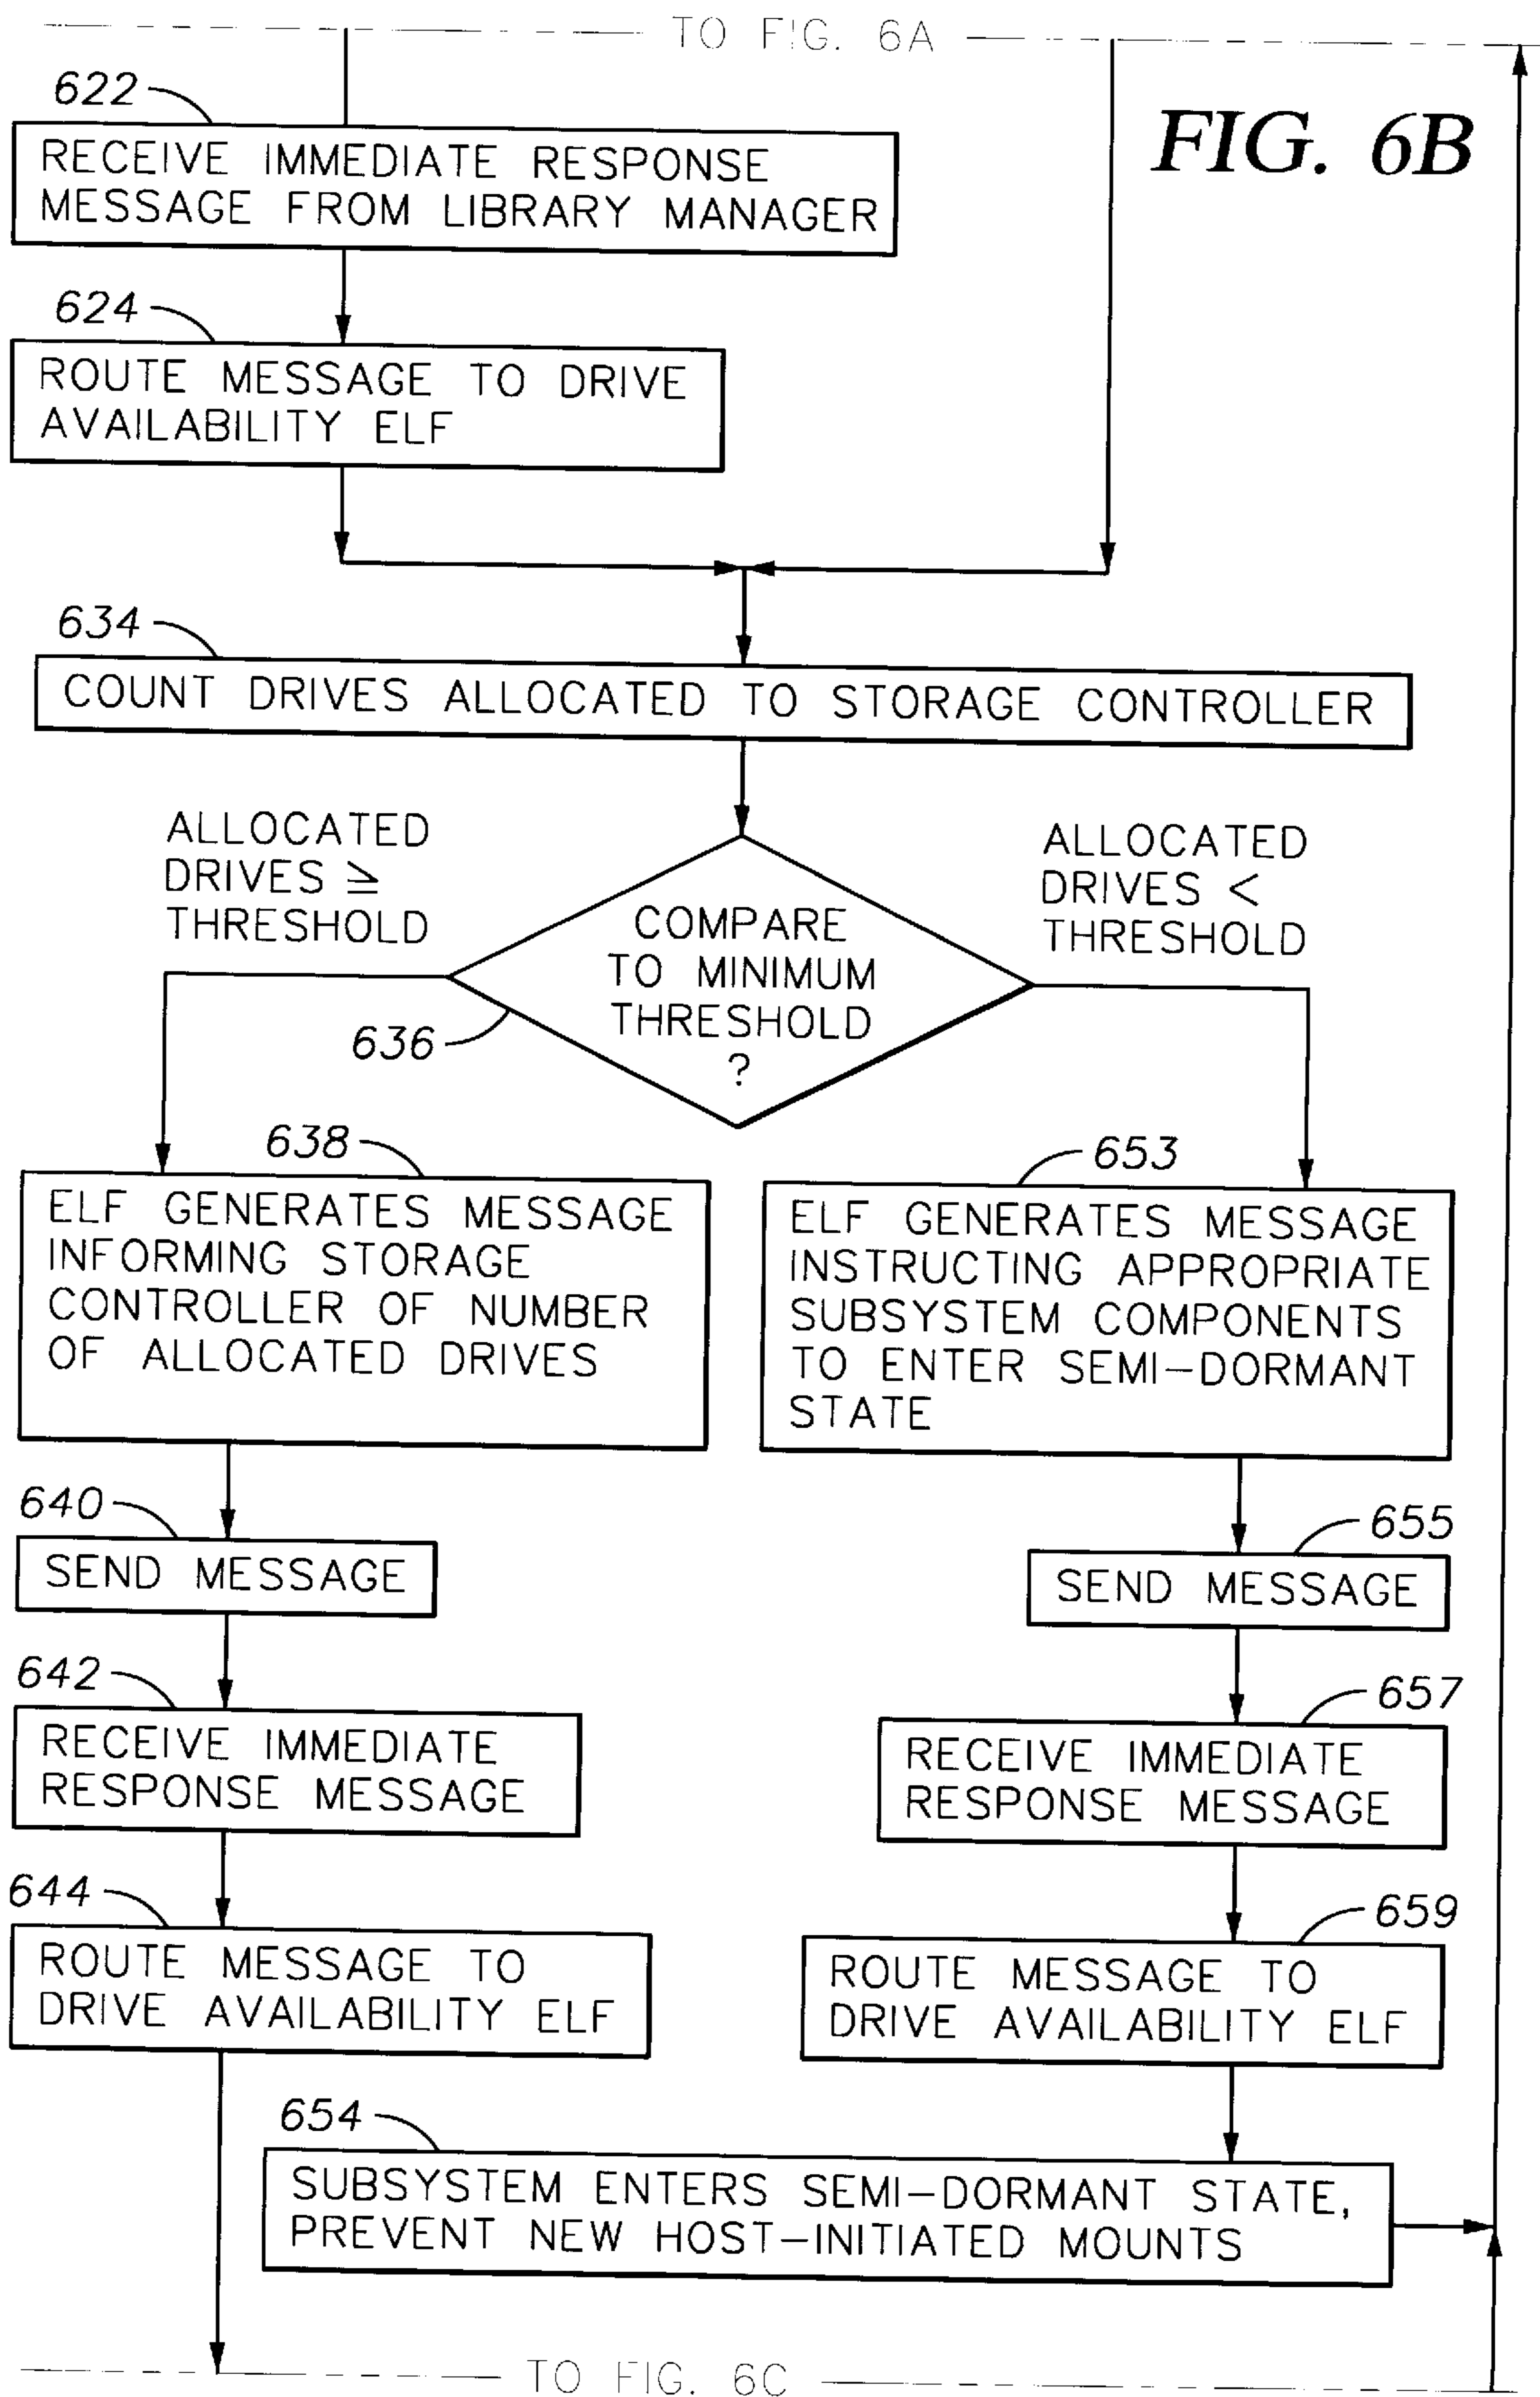 TO FIG. 6A
FIG. 6B
622
RECEIVE IMMEDIATE RESPONSE
MESSAGE FROM LIBRARY MANAGER
624
ROUTE MESSAGE TO DRIVE
AVAILABILITY ELF
634
COUNT DRIVES ALLOCATED TO STORAGE CONTROLLER
ALLOCATED
DRIVES ≥
THRESHOLD
ALLOCATED
DRIVES <
THRESHOLD
COMPARE
TO MINIMUM
THRESHOLD
?
636
638
ELF GENERATES MESSAGE
INFORMING STORAGE
CONTROLLER OF NUMBER
OF ALLOCATED DRIVES
653
ELF GENERATES MESSAGE
INSTRUCTING APPROPRIATE
SUBSYSTEM COMPONENTS
TO ENTER SEMI-DORMANT
STATE
640
SEND MESSAGE
655
SEND MESSAGE
642
RECEIVE IMMEDIATE
RESPONSE MESSAGE
657
RECEIVE IMMEDIATE
RESPONSE MESSAGE
644
ROUTE MESSAGE TO
DRIVE AVAILABILITY ELF
659
ROUTE MESSAGE TO
DRIVE AVAILABILITY ELF
654
SUBSYSTEM ENTERS SEMI-DORMANT STATE,
PREVENT NEW HOST-INITIATED MOUNTS
TO FIG. 6C